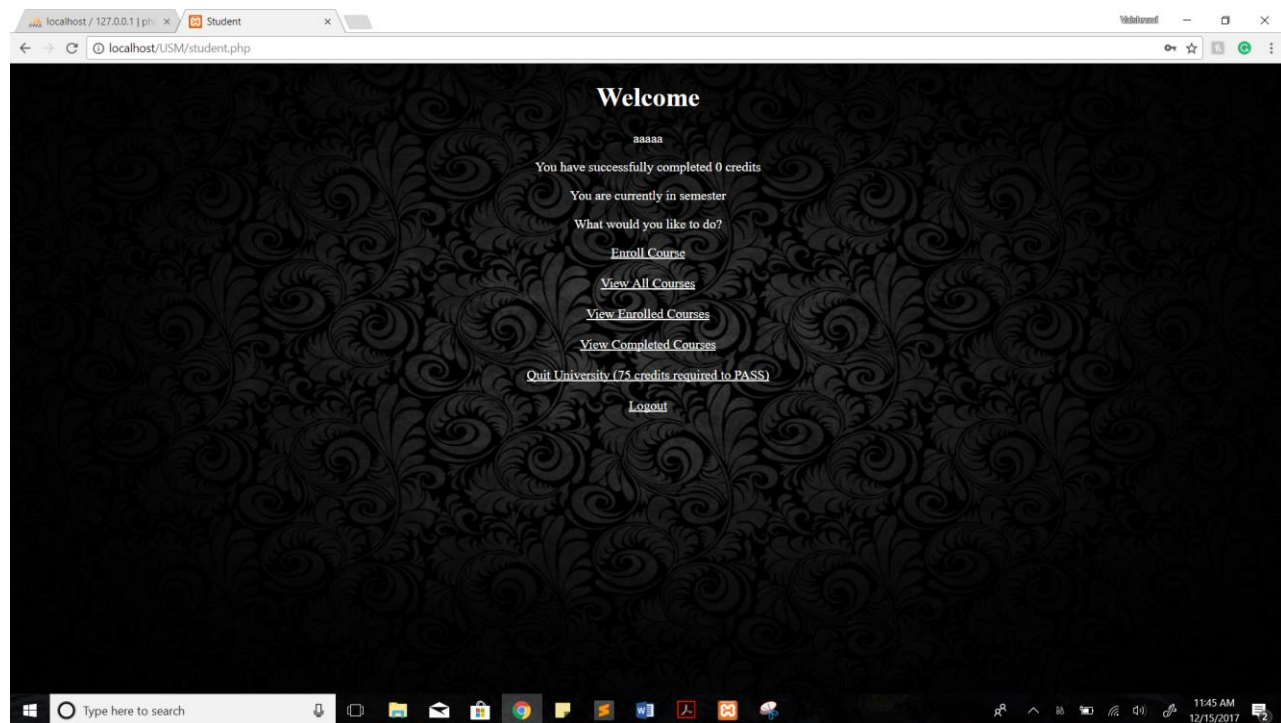 localhost / 127.0.0.1 | ph
Student
localhost/USM/student.php
Welcome
aaaaa
You have successfully completed 0 credits
You are currently in semester
What would you like to do?
Enroll Course
View All Courses
View Enrolled Courses
View Completed Courses
Quit University (75 credits required to PASS)
Logout
Type here to search
11:45 AM
12/15/2017